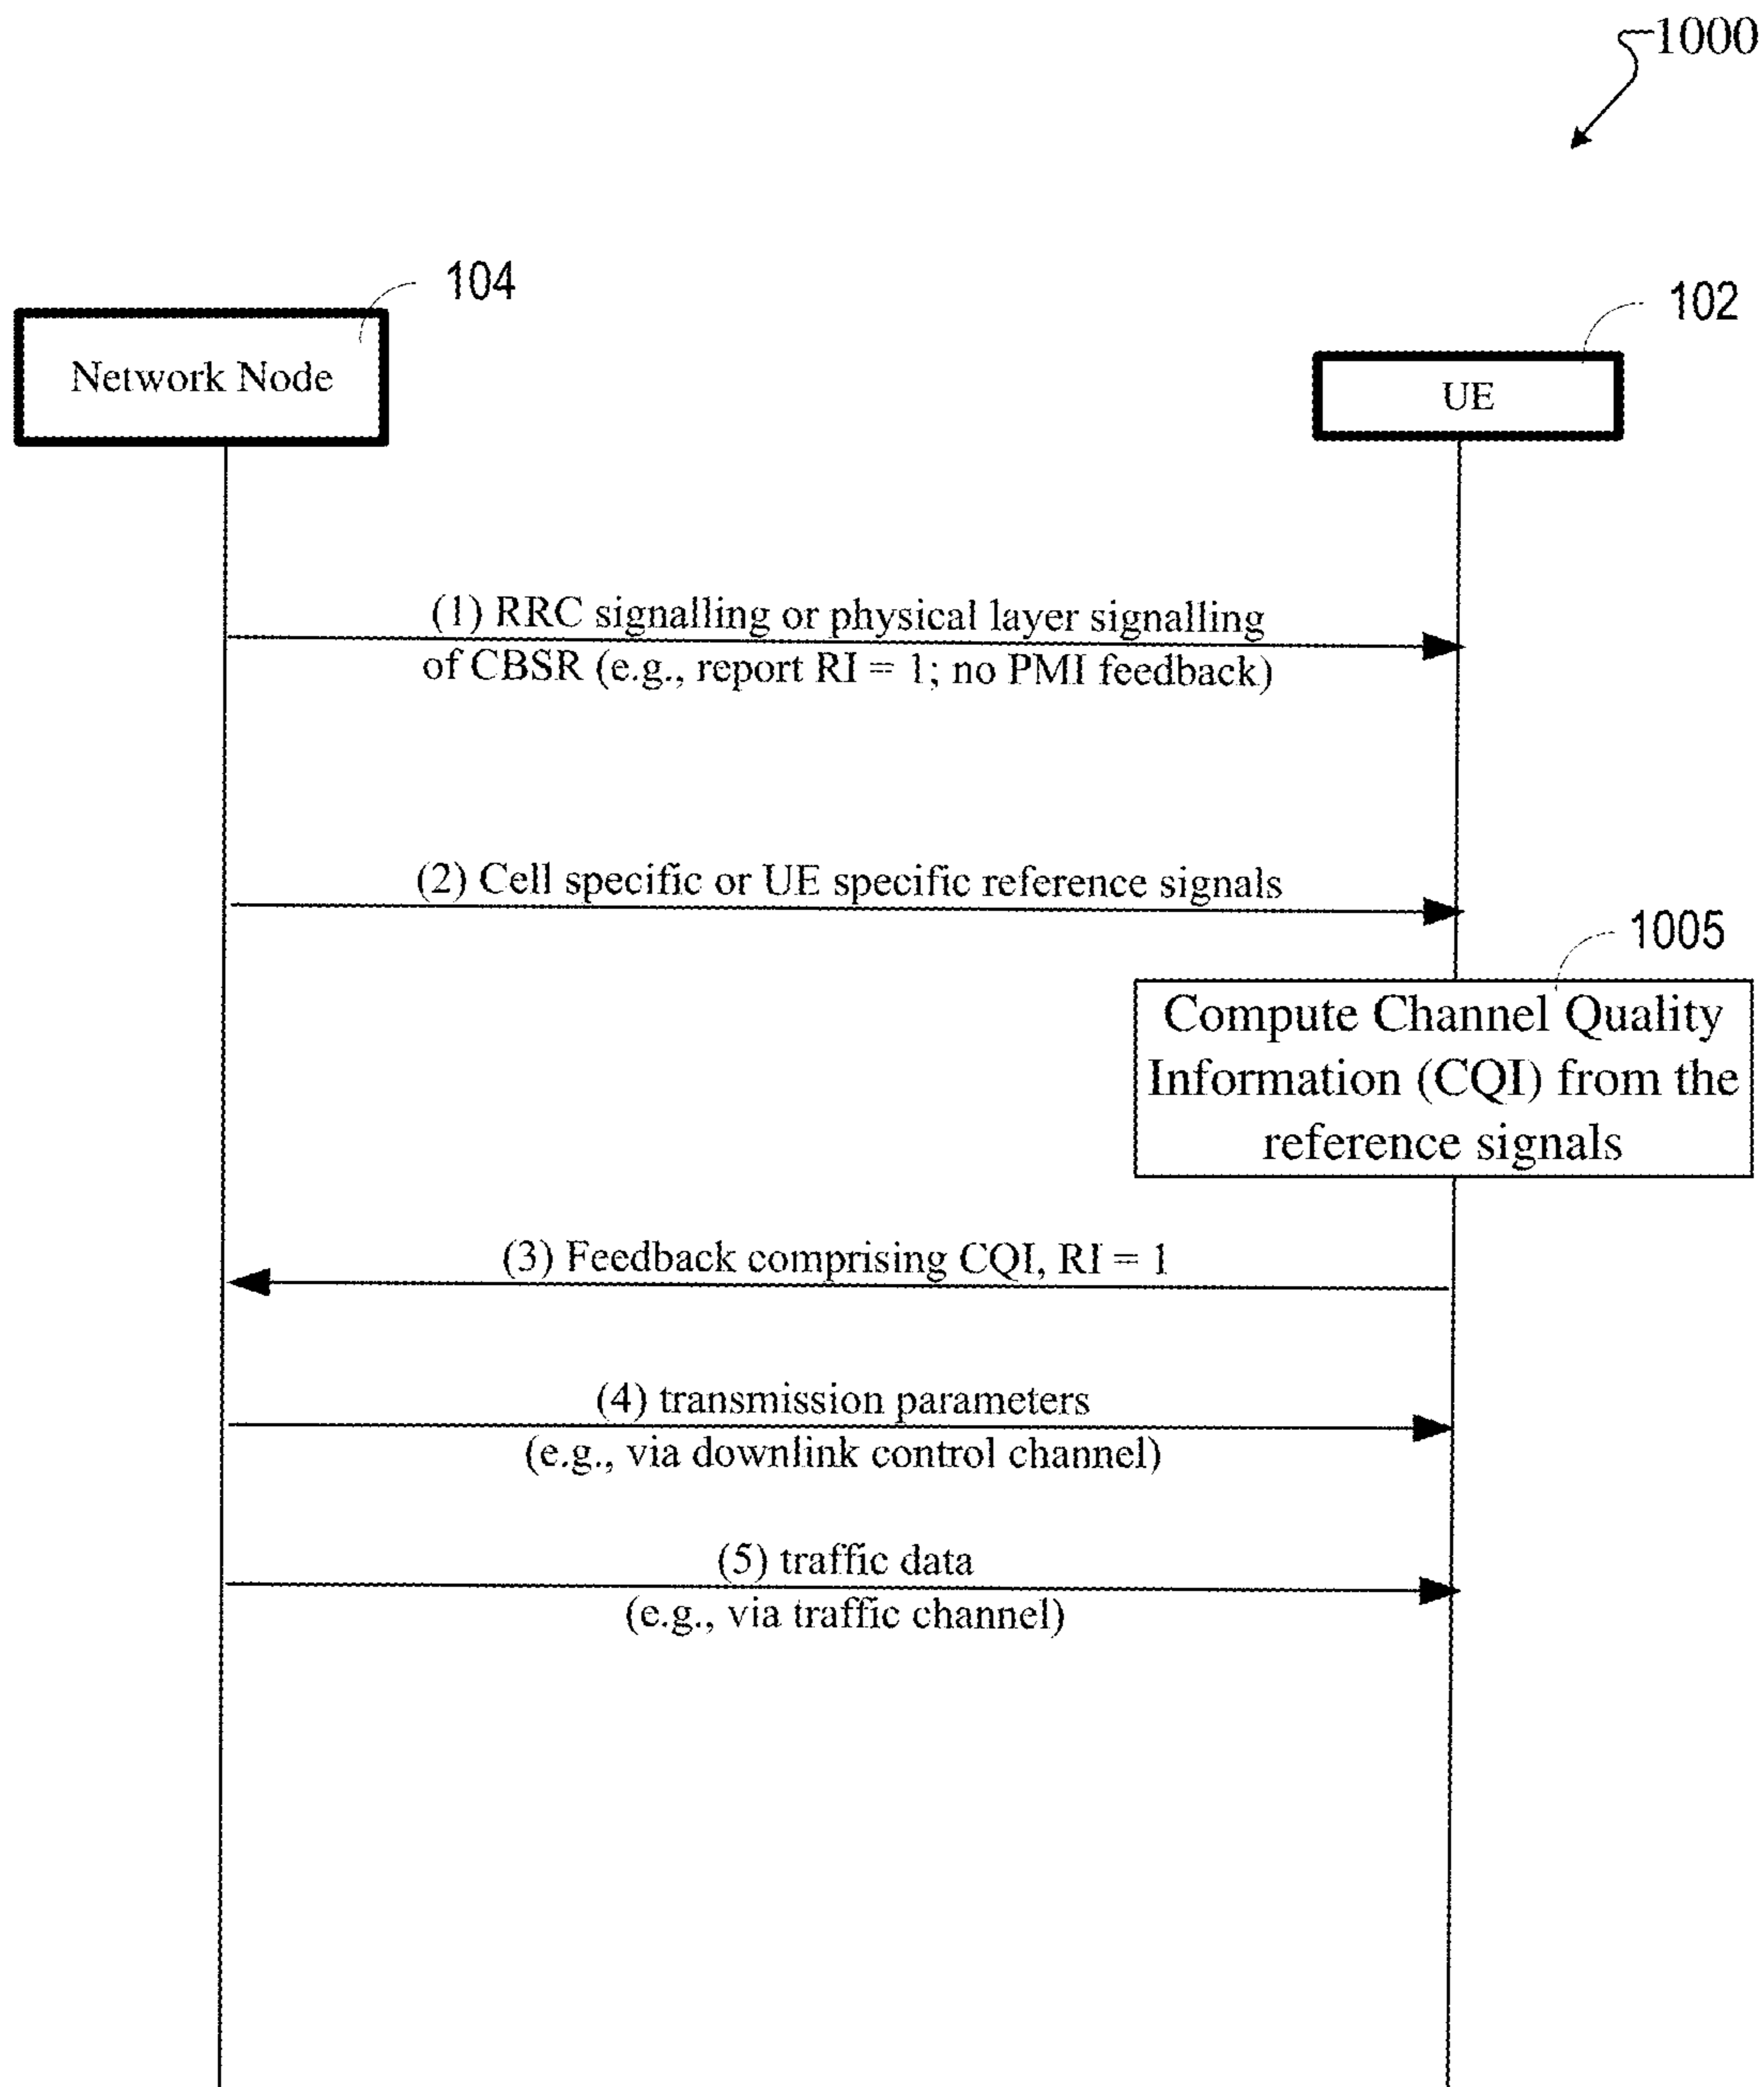 1000
104
Network Node
102
UE
(1) RRC signalling or physical layer signalling
of CBSR (e.g., report RI = 1; no PMI feedback)
(2) Cell specific or UE specific reference signals
1005
Compute Channel Quality
Information (CQI) from the
reference signals
(3) Feedback comprising CQI, RI = 1
(4) transmission parameters
(e.g., via downlink control channel)
(5) traffic data
(e.g., via traffic channel)